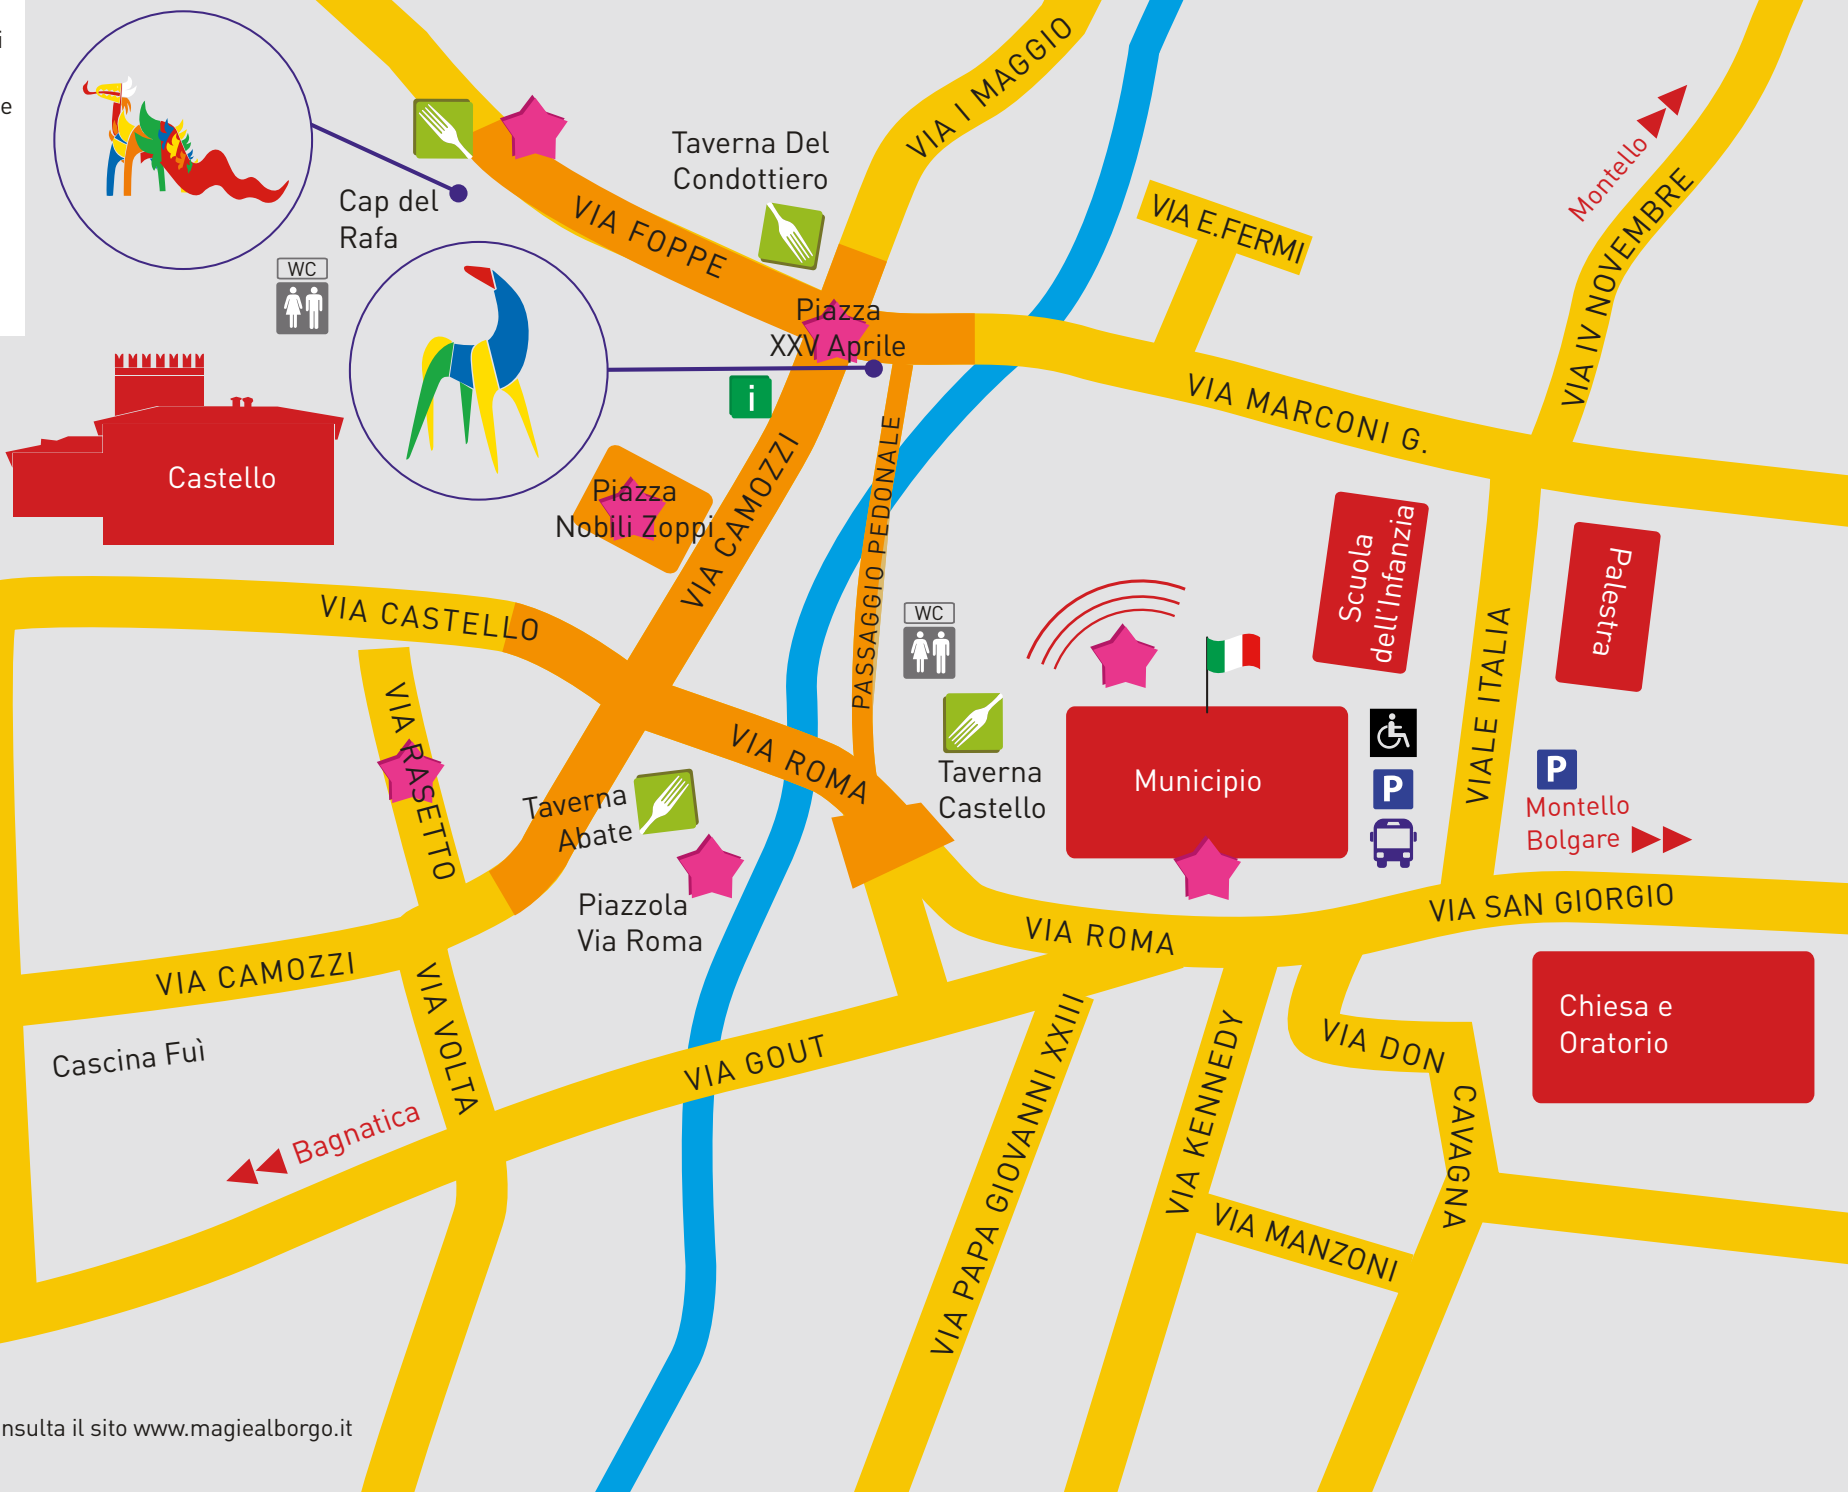 i
e
Cap del
Rafa
WC
Castello
VIA FOPPE
Taverna Del
Condottiero
VIA I MAGGIO
VIA E.FERMI
Montello
VIA IV NOVEMBRE
Piazza
XXV Aprile
i
VIA MARCONI G.
Piazza
Nobili Zoppi
VIA CAMOZZI
PASSAGGIO PEDONALE
VIA CASTELLO
WC
Scuola
dell'Infanzia
Palestra
VIALE ITALIA
VIA RASETTO
VIA ROMA
Taverna
Castello
Municipio
P
P
Montello
Bolgare
Taverna
Abate
Piazzola
Via Roma
VIA ROMA
VIA SAN GIORGIO
VIA CAMOZZI
VIA VOLTA
Cascina Fuì
Bagnatica
VIA GOUT
VIA PAPA GIOVANNI XXIII
VIA KENNEDY
VIA DON
CAVAGNA
VIA MANZONI
Chiesa e
Oratorio
nsulta il sito www.magiealborgo.it